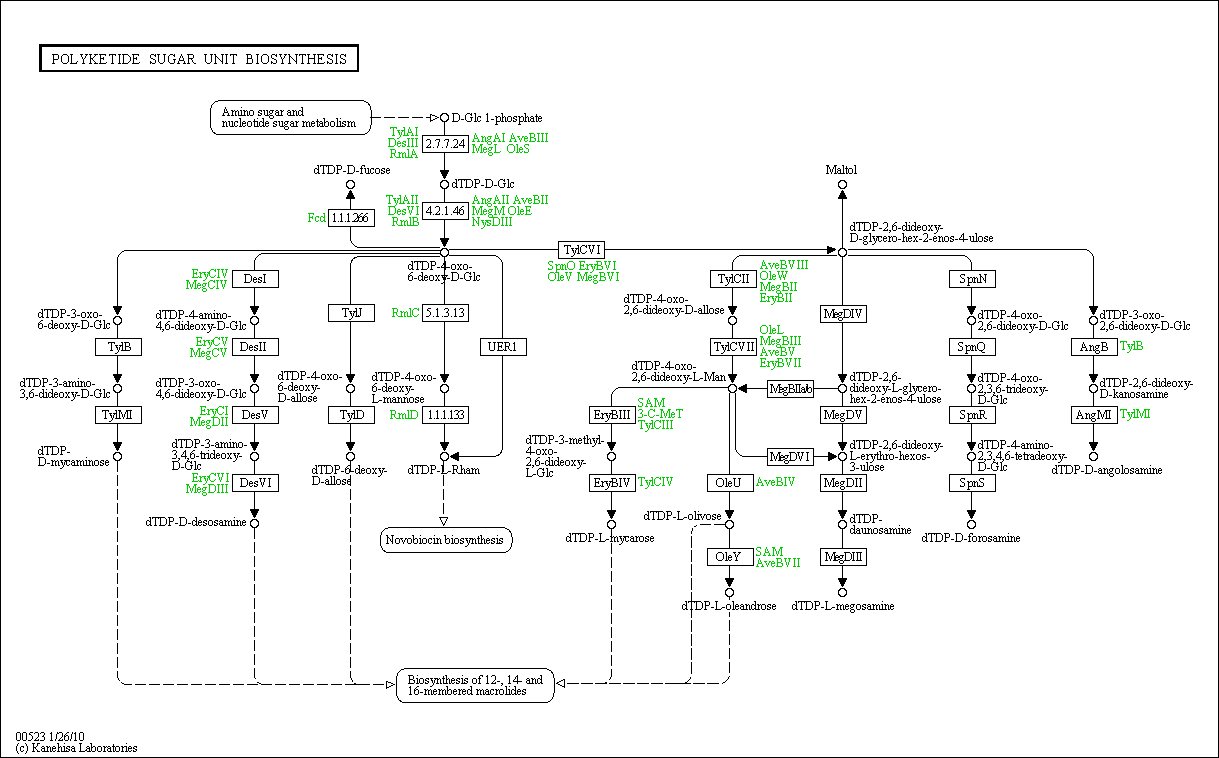 POLYKETIDE SUGAR UNIT BIOSYNTHESIS
Amino sugar and
nucleotide sugar metabolism
D-Glc 1-phosphate
TylAI
DesIII
RmlA
2.7.7.24
AngAI AveBIII
MegL OleS
dTDP-D-fucose
dTDP-D-Glc
Maltol
Fcd
1.1.1.266
TylAII
DesVI
RmlB
4.2.1.46
AngAII AveBII
MegM OleE
NysDIII
dTDP-2,6-dideoxy-
D-glycero-hex-2-enos-4-ulose
TylCVI
SpnO EryBVI
OleV MegBVI
dTDP-4-oxo-
6-deoxy-D-Glc
EryCIV
MegCIV
DesI
TylCII
AveBVIII
OleW
MegBII
EryBII
SpnN
dTDP-3-oxo-
6-deoxy-D-Glc
dTDP-4-amino-
4,6-dideoxy-D-Glc
TylJ
RmlC
5.1.3.13
dTDP-4-oxo-
2,6-dideoxy-D-allose
MegDIV
dTDP-4-oxo-
2,6-dideoxy-D-Glc
dTDP-3-oxo-
2,6-dideoxy-D-Glc
TylB
EryCV
MegCV
DesII
UER1
TylCVII
OleL
MegBIII
AveBV
EryBVII
SpnQ
AngB
TylB
dTDP-3-amino-
3,6-dideoxy-D-Glc
dTDP-3-oxo-
4,6-dideoxy-D-Glc
dTDP-4-oxo-
6-deoxy-
D-allose
dTDP-4-oxo-
6-deoxy-
L-mannose
dTDP-4-oxo-
2,6-dideoxy-L-Man
MegBIIab
dTDP-2,6-
dideoxy-L-glycero-
hex-2-enos-4-ulose
dTDP-4-oxo-
2,3,6-trideoxy-
D-Glc
dTDP-2,6-dideoxy-
D-kanosamine
TylMI
EryCI
MegDII
DesV
TylD
RmlD
1.1.1.133
EryBIII
SAM
3-C-MeT
TylCIII
MegDV
SpnR
AngMI
TylMI
dTDP-
D-mycaminose
dTDP-3-amino-
3,4,6-trideoxy-
D-Glc
dTDP-6-deoxy-
D-allose
dTDP-L-Rham
dTDP-3-methyl-
4-oxo-
2,6-dideoxy-
L-Glc
MegDVI
dTDP-2,6-dideoxy-
L-erythro-hexos-
3-ulose
dTDP-4-amino-
2,3,4,6-tetradeoxy-
D-Glc
dTDP-D-angolosamine
EryCVI
MegDIII
DesVI
EryBIV
TylCIV
OleU
AveBIV
MegDII
SpnS
dTDP-D-desosamine
Novobiocin biosynthesis
dTDP-L-mycarose
dTDP-L-olivose
dTDP-
daunosamine
dTDP-D-forosamine
OleY
SAM
AveBVII
MegDIII
dTDP-L-oleandrose
dTDP-L-megosamine
Biosynthesis of 12-, 14- and
16-membered macrolides
00523 1/26/10
(c) Kanehisa Laboratories